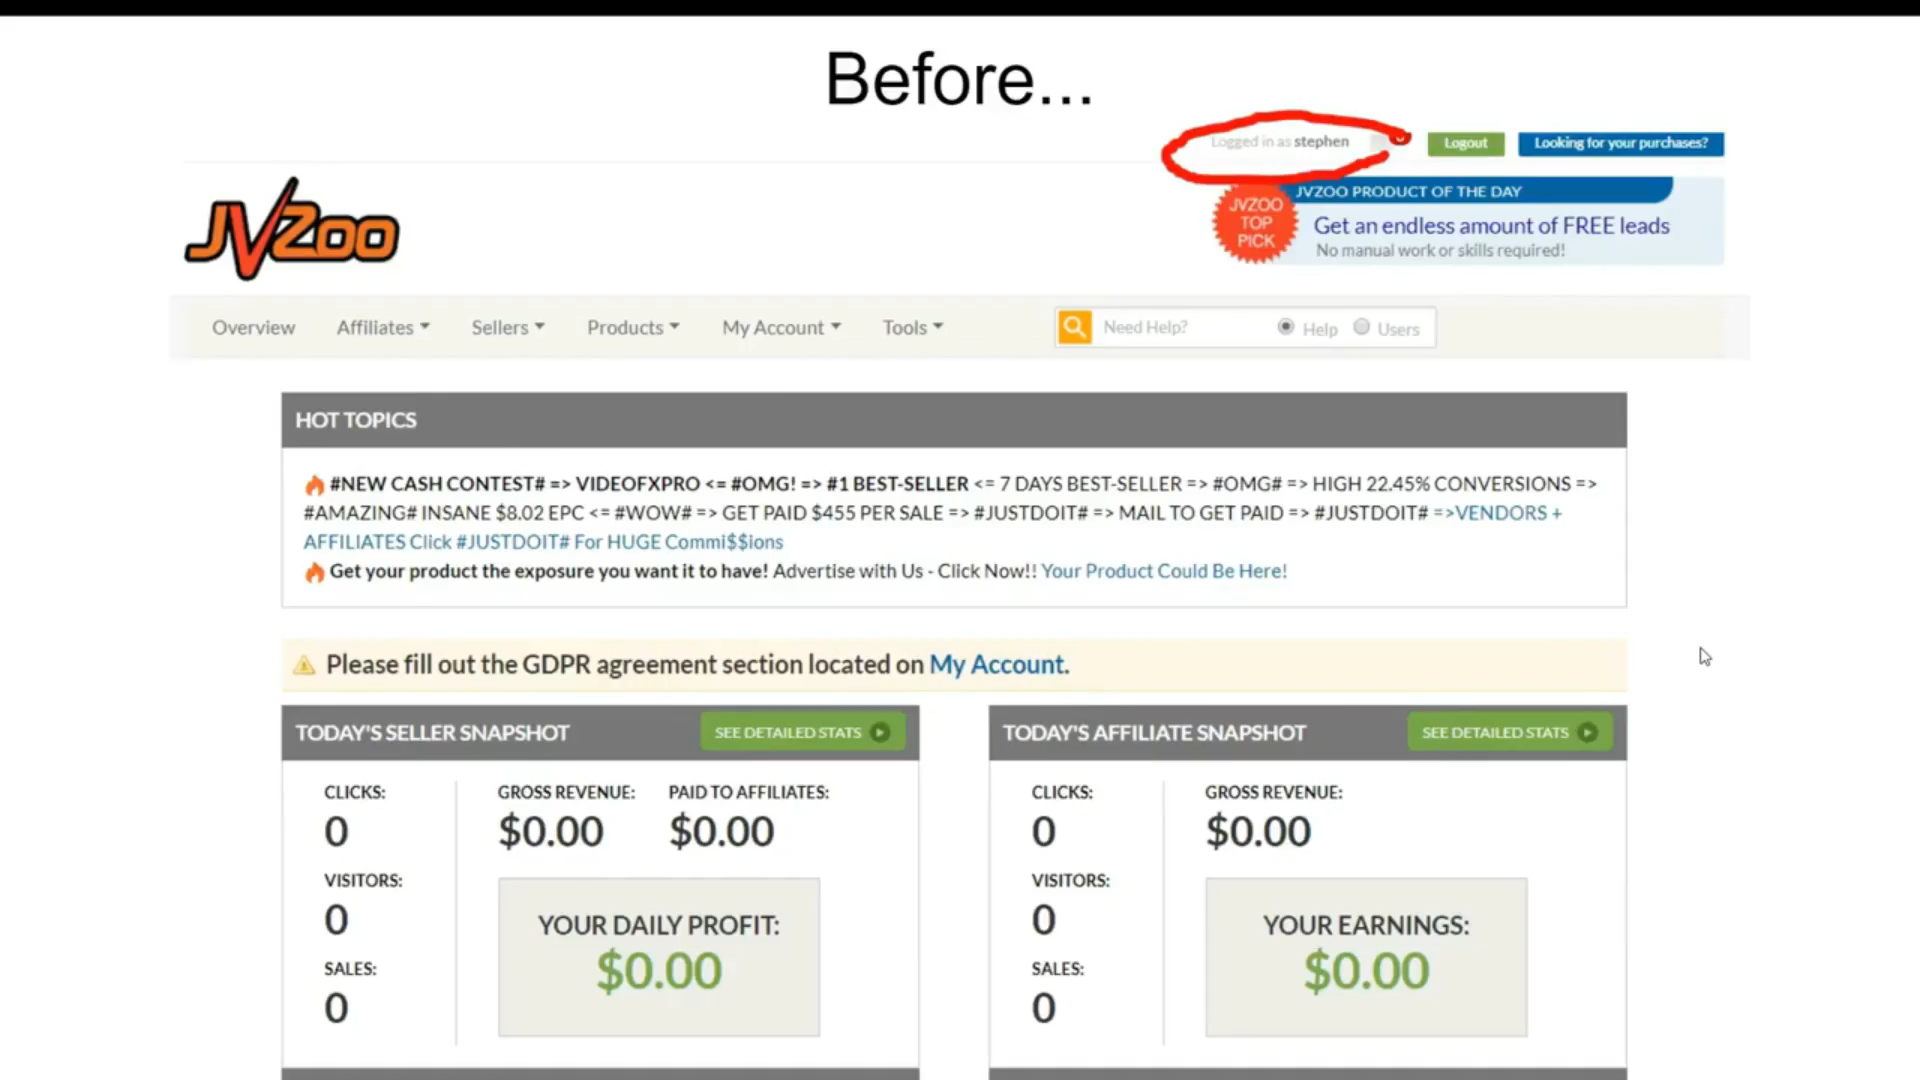 Before...
Logged in as stephen
Logout
Looking for your purchases?
JVZoo
JVZOO PRODUCT OF THE DAY
JVZOO
TOP
PICK
Get an endless amount of FREE leads
No manual work or skills required!
Overview
Affiliates
Sellers
Products
My Account
Tools
Need Help?
Help
Users
HOT TOPICS
#NEW CASH CONTEST# => VIDEOFXPRO <= #OMG! => #1 BEST-SELLER <= 7 DAYS BEST-SELLER => #OMG# => HIGH 22.45% CONVERSIONS =>
#AMAZING# INSANE $8.02 EPC <= #WOW# => GET PAID $455 PER SALE => #JUSTDOIT# => MAIL TO GET PAID => #JUSTDOIT# =>VENDORS +
AFFILIATES Click #JUSTDOIT# For HUGE Commi$$ions
Get your product the exposure you want it to have! Advertise with Us - Click Now!! Your Product Could Be Here!
Please fill out the GDPR agreement section located on My Account.
TODAY'S SELLER SNAPSHOT
SEE DETAILED STATS
CLICKS:
0
GROSS REVENUE:
$0.00
PAID TO AFFILIATES:
$0.00
VISITORS:
0
SALES:
0
YOUR DAILY PROFIT:
$0.00
TODAY'S AFFILIATE SNAPSHOT
SEE DETAILED STATS
CLICKS:
0
GROSS REVENUE:
$0.00
VISITORS:
0
SALES:
0
YOUR EARNINGS:
$0.00